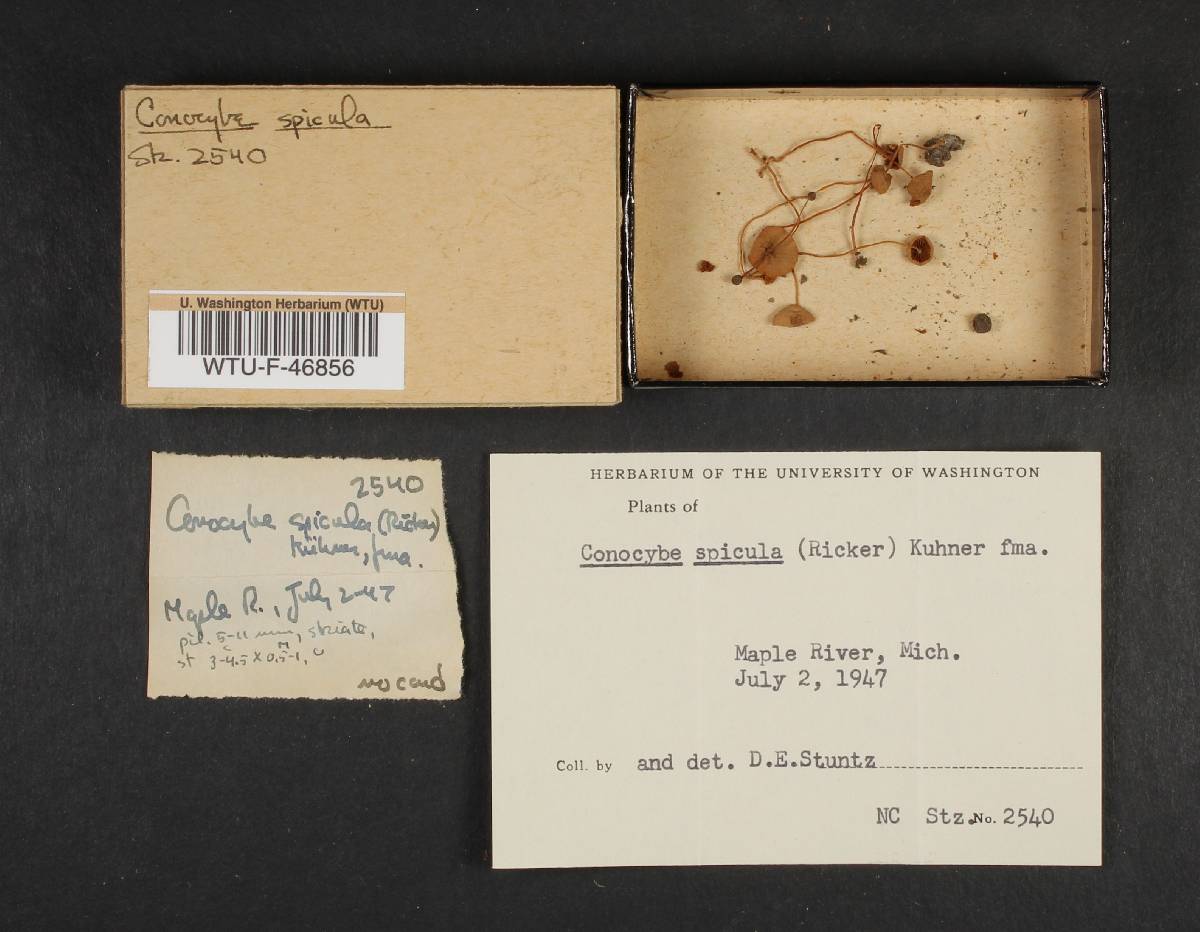 Conocybe spicula
Stz. 2540
U. Washington Herbarium (WTU)
WTU-F-46856
2540
Conocybe spicula (Ricker)
Kühner, fma.
Maple R., July 2-47
pil. 5-11 mm, striate,
st 3-4.5 x 0.5-1,
no card
HERBARIUM OF THE UNIVERSITY OF WASHINGTON
Plants of
Conocybe spicula (Ricker) Kuhner fma.
Maple River, Mich.
July 2, 1947
Coll. by and det. D.E.Stuntz
NC Stz.No. 2540